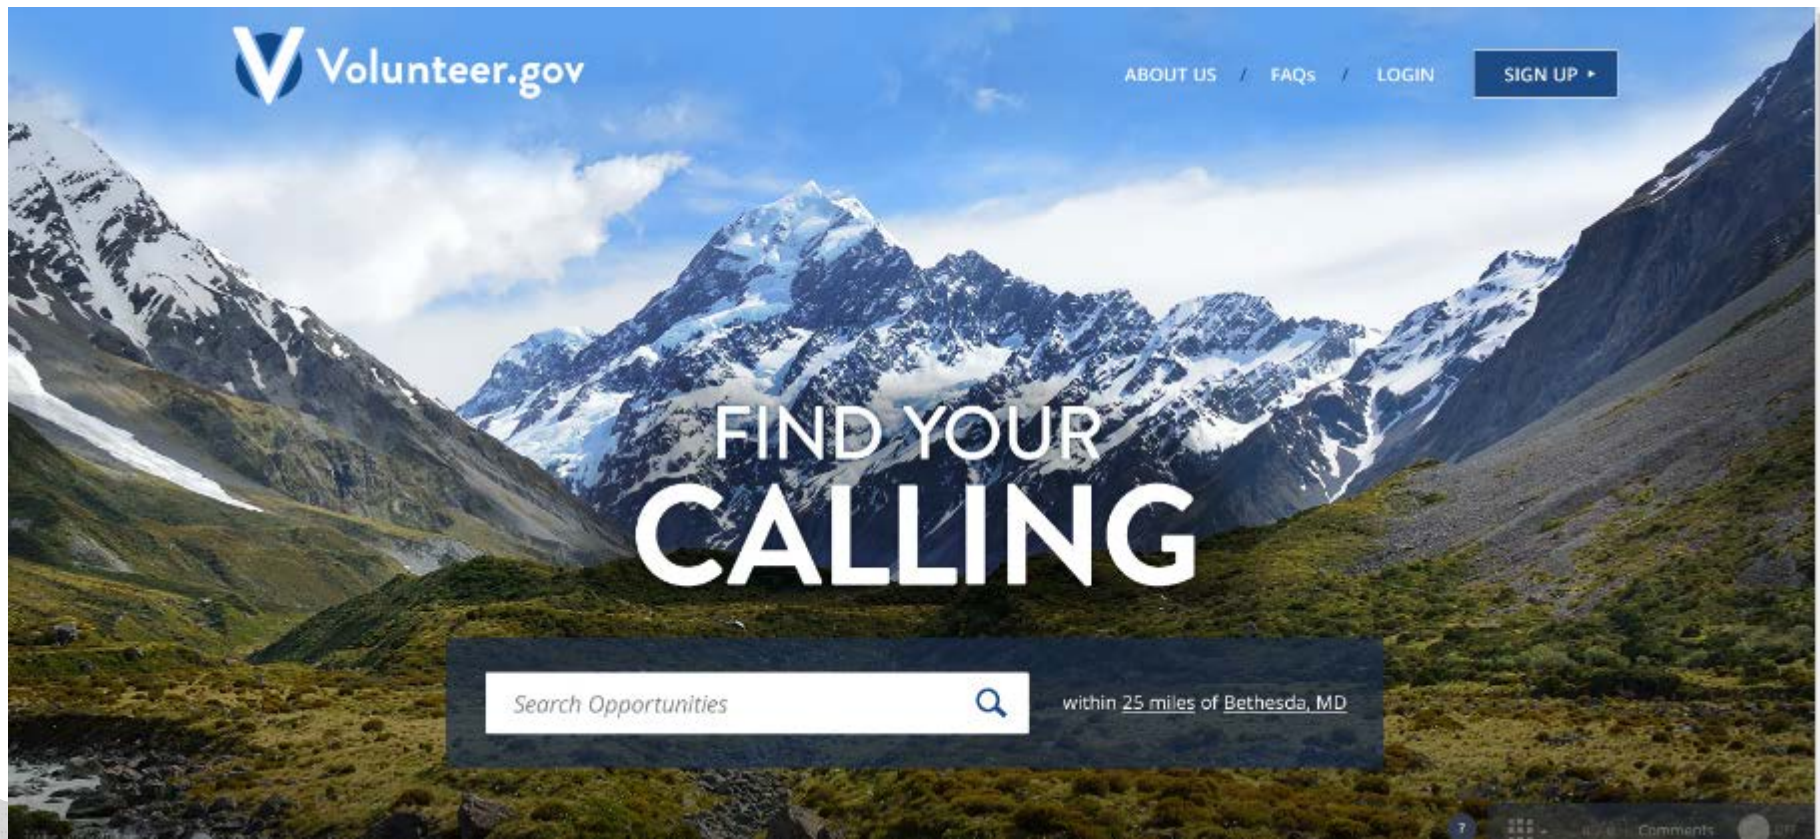 Volunteer.gov
ABOUT US / FAQs / LOGIN SIGN UP
FIND YOUR
CALLING
Search Opportunities
within 25 miles of Bethesda, MD
? Comments